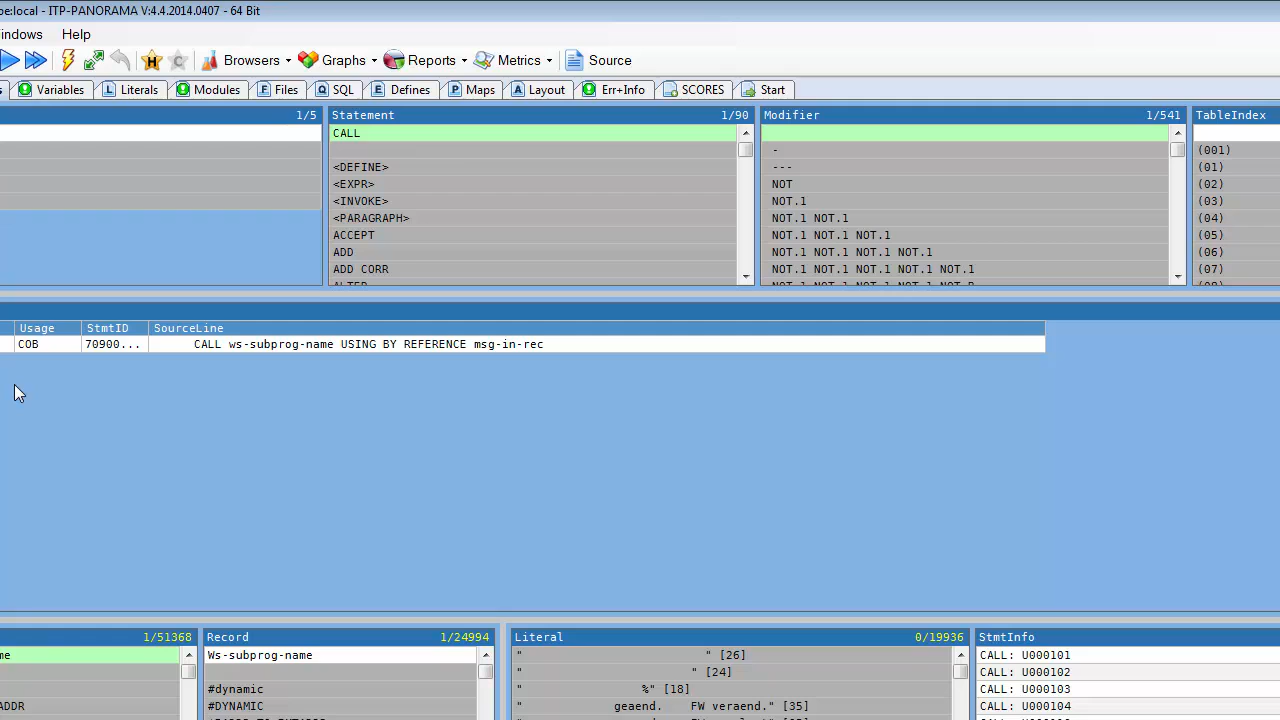 pe:local - ITP-PANORAMA V:4.4.2014.0407 - 64 Bit
indows Help
H C Browsers Graphs Reports Metrics Source
s Variables L Literals Modules F Files Q SQL E Defines P Maps A Layout Err+Info SCORES Start
1/5 Statement 1/90 Modifier 1/541 TableIndex
CALL
- (001)
<DEFINE> --- (01)
<EXPR> NOT (02)
<INVOKE> NOT.1 (03)
<PARAGRAPH> NOT.1 NOT.1 (04)
ACCEPT NOT.1 NOT.1 NOT.1 (05)
ADD NOT.1 NOT.1 NOT.1 NOT.1 (06)
ADD CORR NOT.1 NOT.1 NOT.1 NOT.1 NOT.1 (07)
Usage StmtID SourceLine
COB 70900... CALL ws-subprog-name USING BY REFERENCE msg-in-rec
1/51368 Record 1/24994 Literal 0/19936 StmtInfo
me Ws-subprog-name " " [26] CALL: U000101
" " [24] CALL: U000102
#dynamic " %" [18] CALL: U000103
ADDR #DYNAMIC " geaend. FW veraend." [35] CALL: U000104